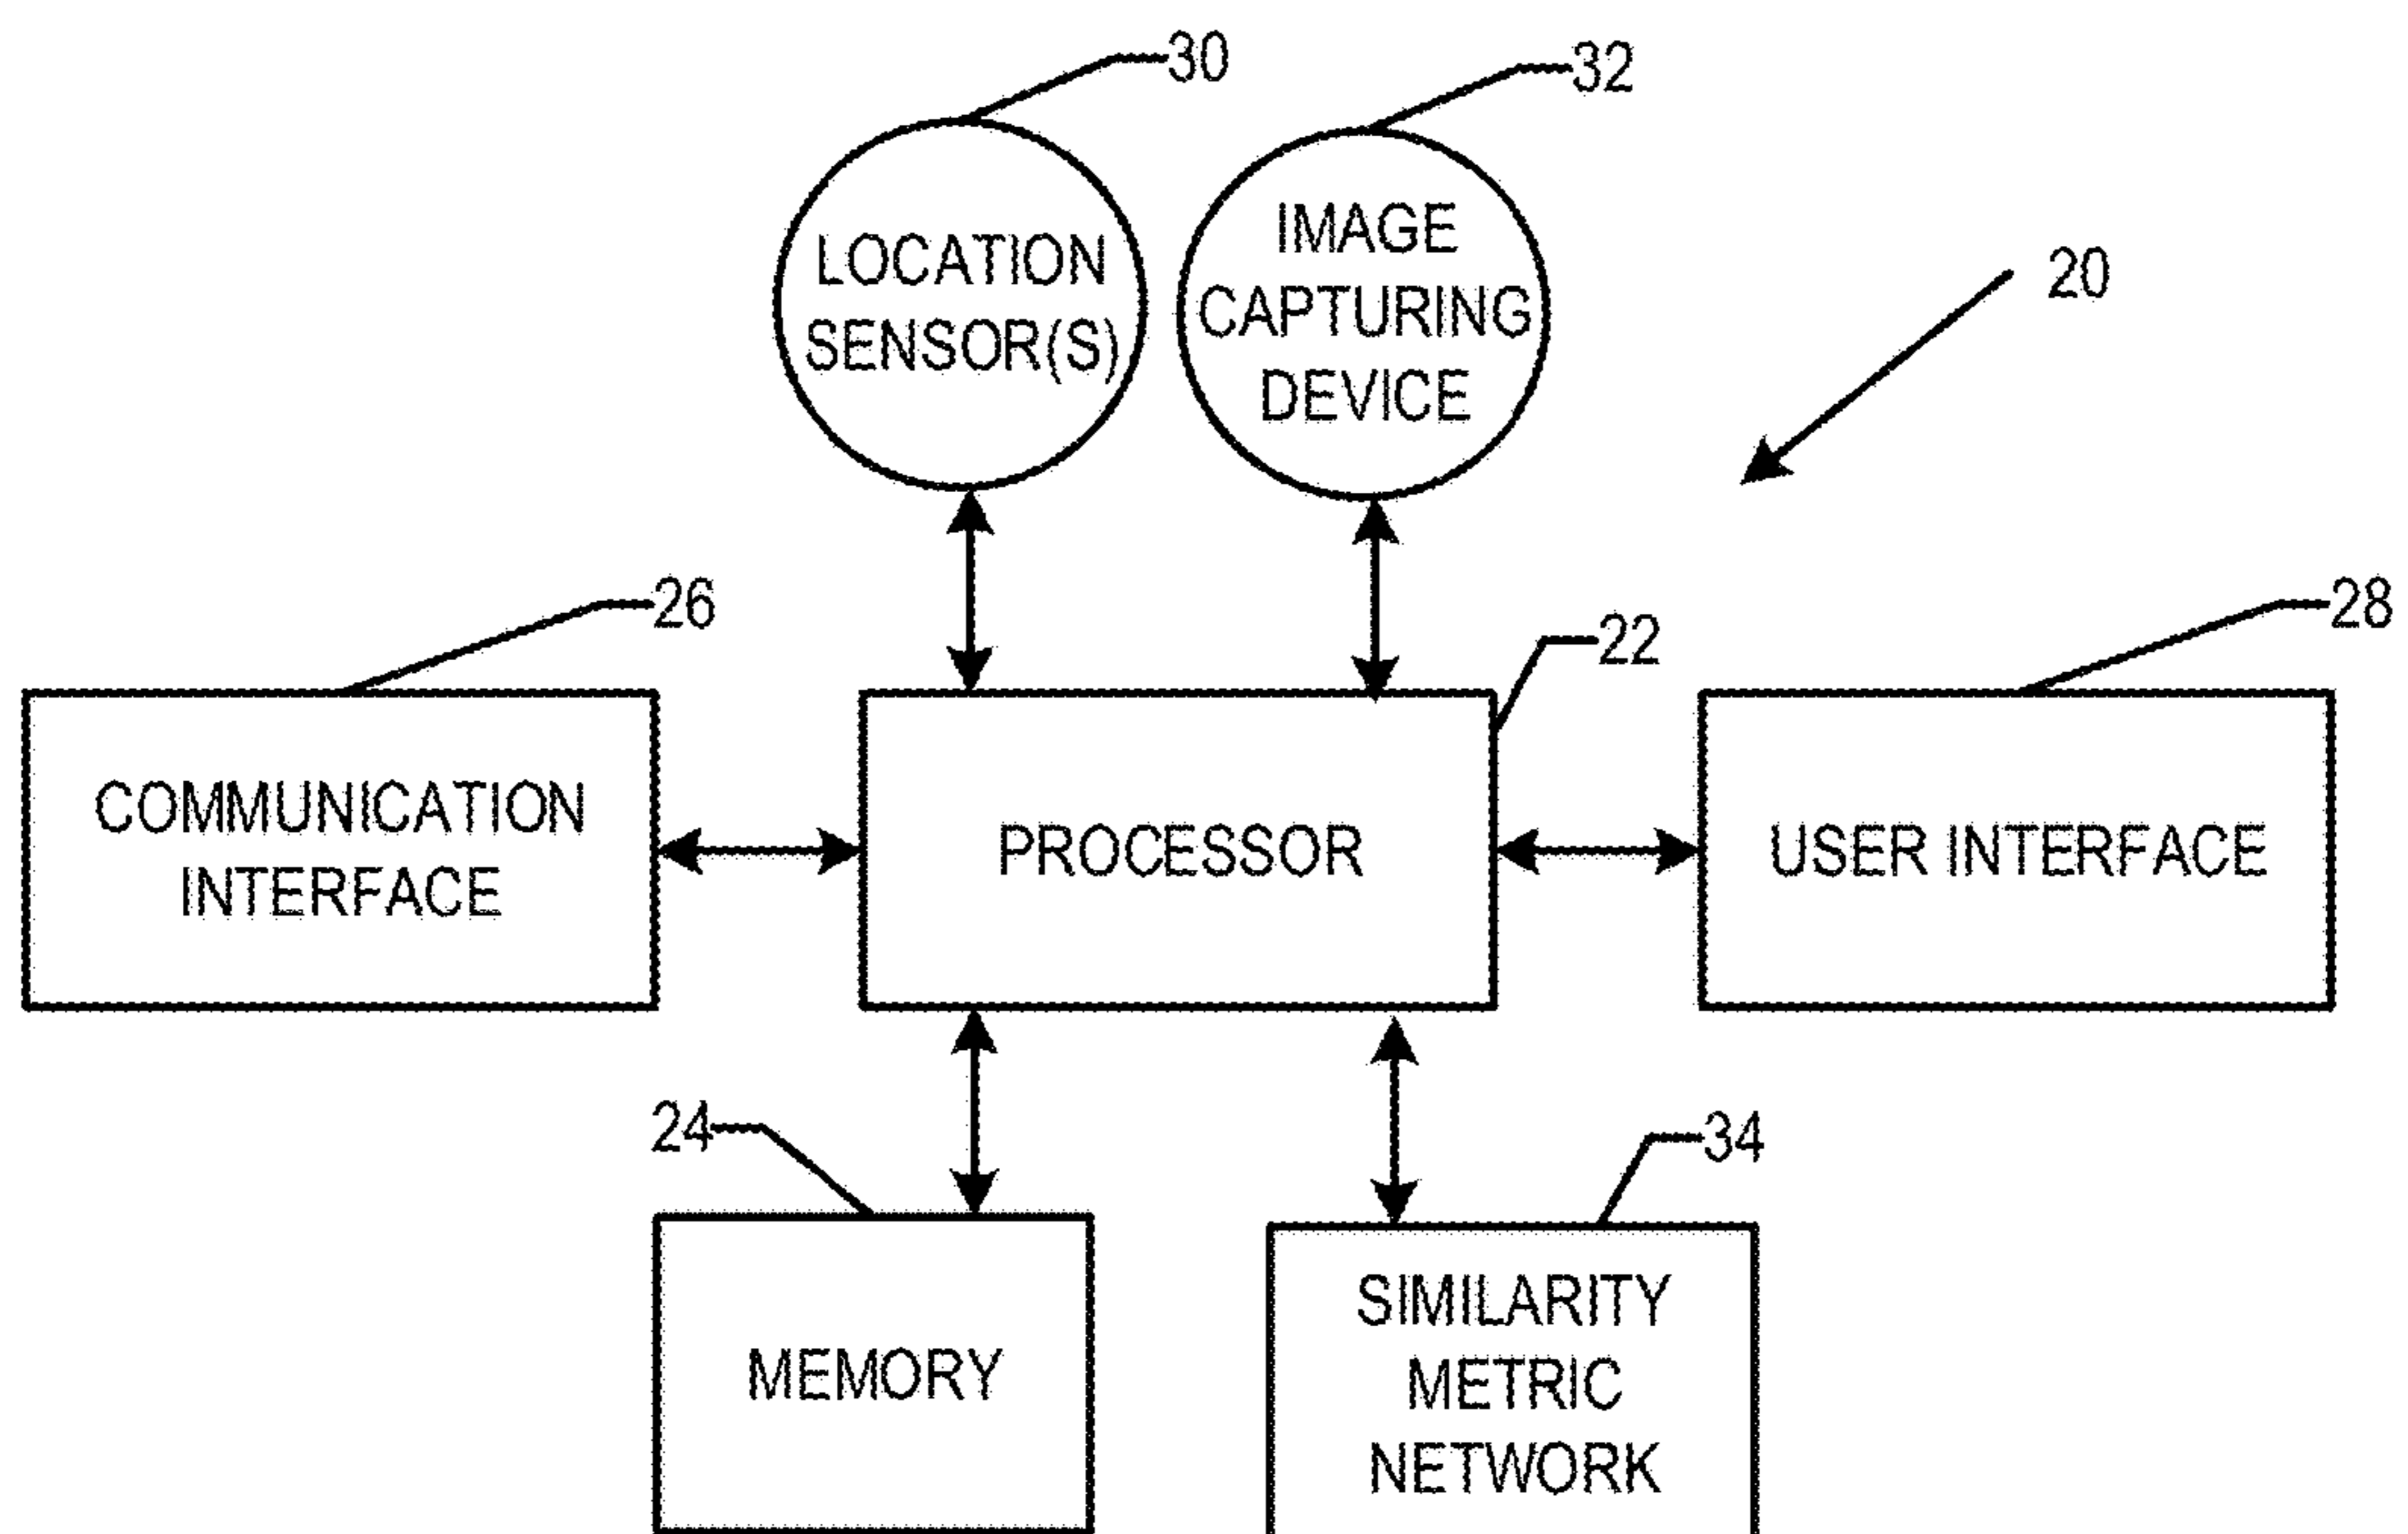 30
32
LOCATION
SENSOR(S)
IMAGE
CAPTURING
DEVICE
20
26
22
28
COMMUNICATION
INTERFACE
PROCESSOR
USER INTERFACE
24
34
MEMORY
SIMILARITY
METRIC
NETWORK